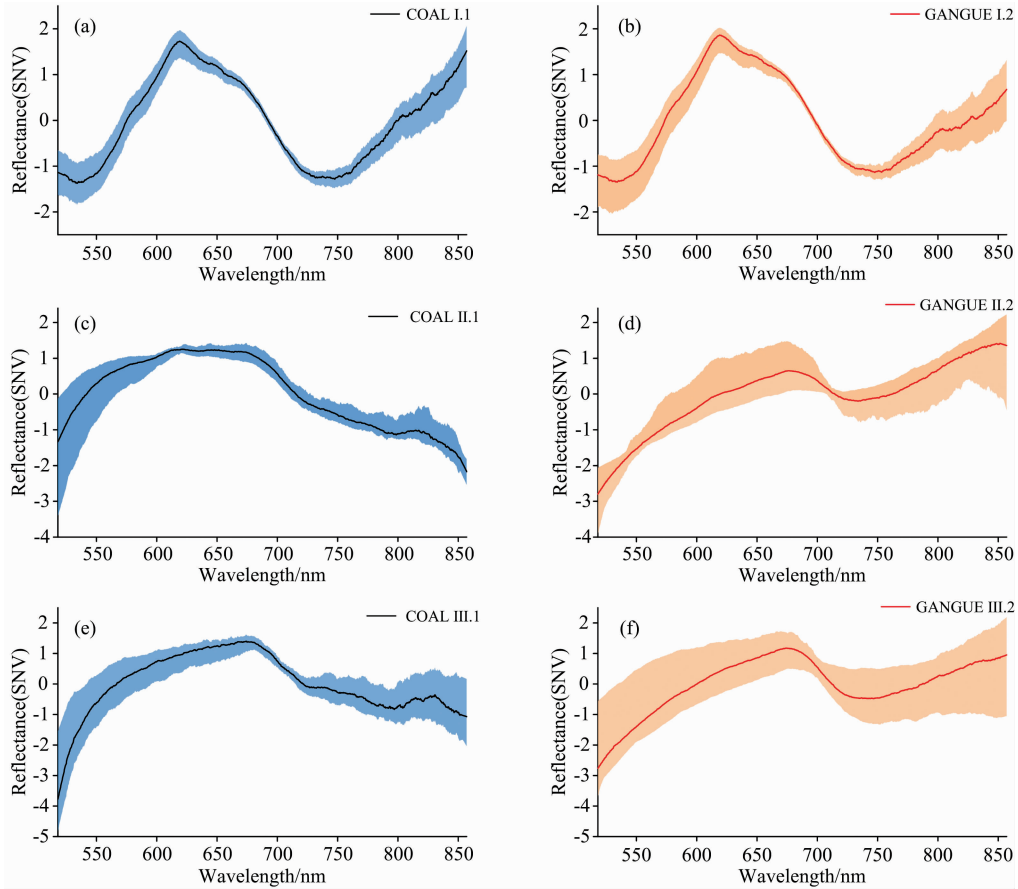 (a)
COAL I.1
Reflectance(SNV)
2
1
0
-1
-2
550 600 650 700 750 800 850
Wavelength/nm
(b)
GANGUE I.2
Reflectance(SNV)
2
1
0
-1
-2
550 600 650 700 750 800 850
Wavelength/nm
(c)
COAL II.1
Reflectance(SNV)
2
1
0
-1
-2
-3
-4
550 600 650 700 750 800 850
Wavelength/nm
(d)
GANGUE II.2
Reflectance(SNV)
2
1
0
-1
-2
-3
-4
550 600 650 700 750 800 850
Wavelength/nm
(e)
COAL III.1
Reflectance(SNV)
2
1
0
-1
-2
-3
-4
-5
550 600 650 700 750 800 850
Wavelength/nm
(f)
GANGUE III.2
Reflectance(SNV)
2
1
0
-1
-2
-3
-4
-5
550 600 650 700 750 800 850
Wavelength/nm